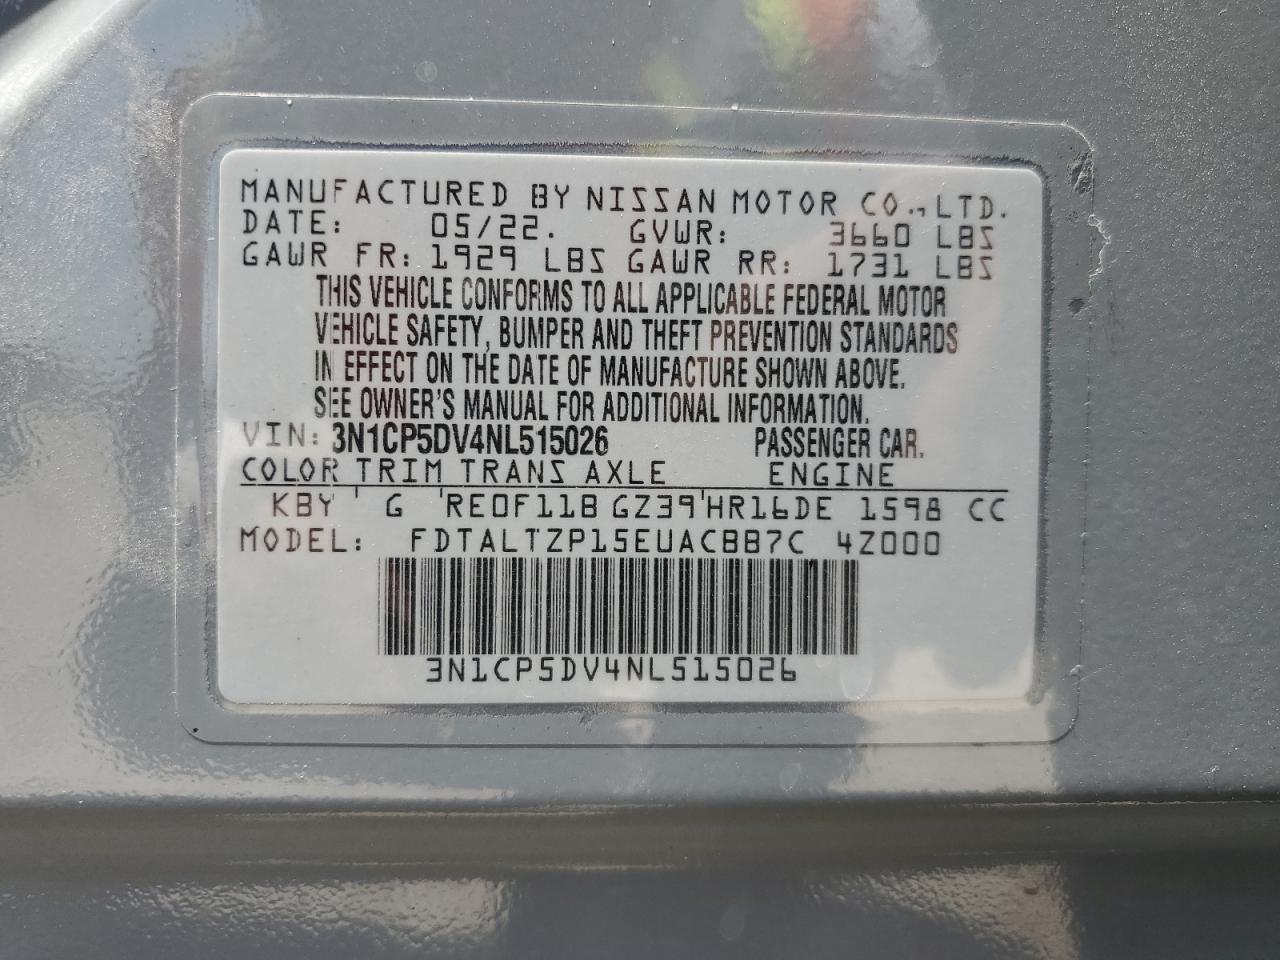 MANUFACTURED BY NISSAN MOTOR CO., LTD.
DATE: 05/22. GVWR: 3660 LBS
GAWR FR: 1929 LBS GAWR RR: 1731 LBS
THIS VEHICLE CONFORMS TO ALL APPLICABLE FEDERAL MOTOR
VEHICLE SAFETY, BUMPER AND THEFT PREVENTION STANDARDS
IN EFFECT ON THE DATE OF MANUFACTURE SHOWN ABOVE.
SEE OWNER'S MANUAL FOR ADDITIONAL INFORMATION.
VIN: 3N1CP5DV4NL515026 PASSENGER CAR.
COLOR TRIM TRANS AXLE ENGINE
KBY ' G 'RE0F11B GZ39'HR16DE 1598 CC
MODEL: FDTALTZP15EUACBB7C 4Z000
3N1CP5DV4NL515026